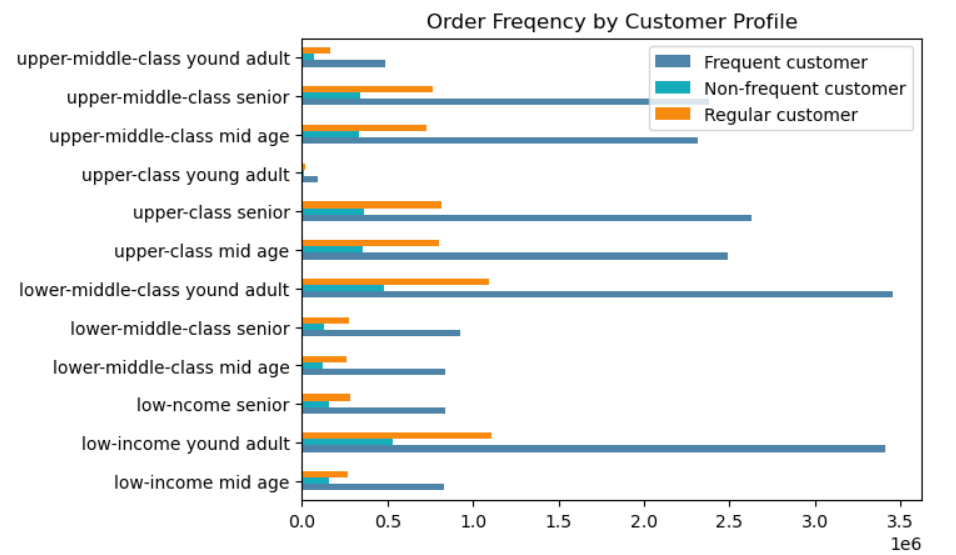 Order Freqency by Customer Profile
upper-middle-class yound adult
upper-middle-class senior
upper-middle-class mid age
upper-class young adult
upper-class senior
upper-class mid age
lower-middle-class yound adult
lower-middle-class senior
lower-middle-class mid age
low-ncome senior
low-income yound adult
low-income mid age
Frequent customer
Non-frequent customer
Regular customer
0.0 0.5 1.0 1.5 2.0 2.5 3.0 3.5
1e6